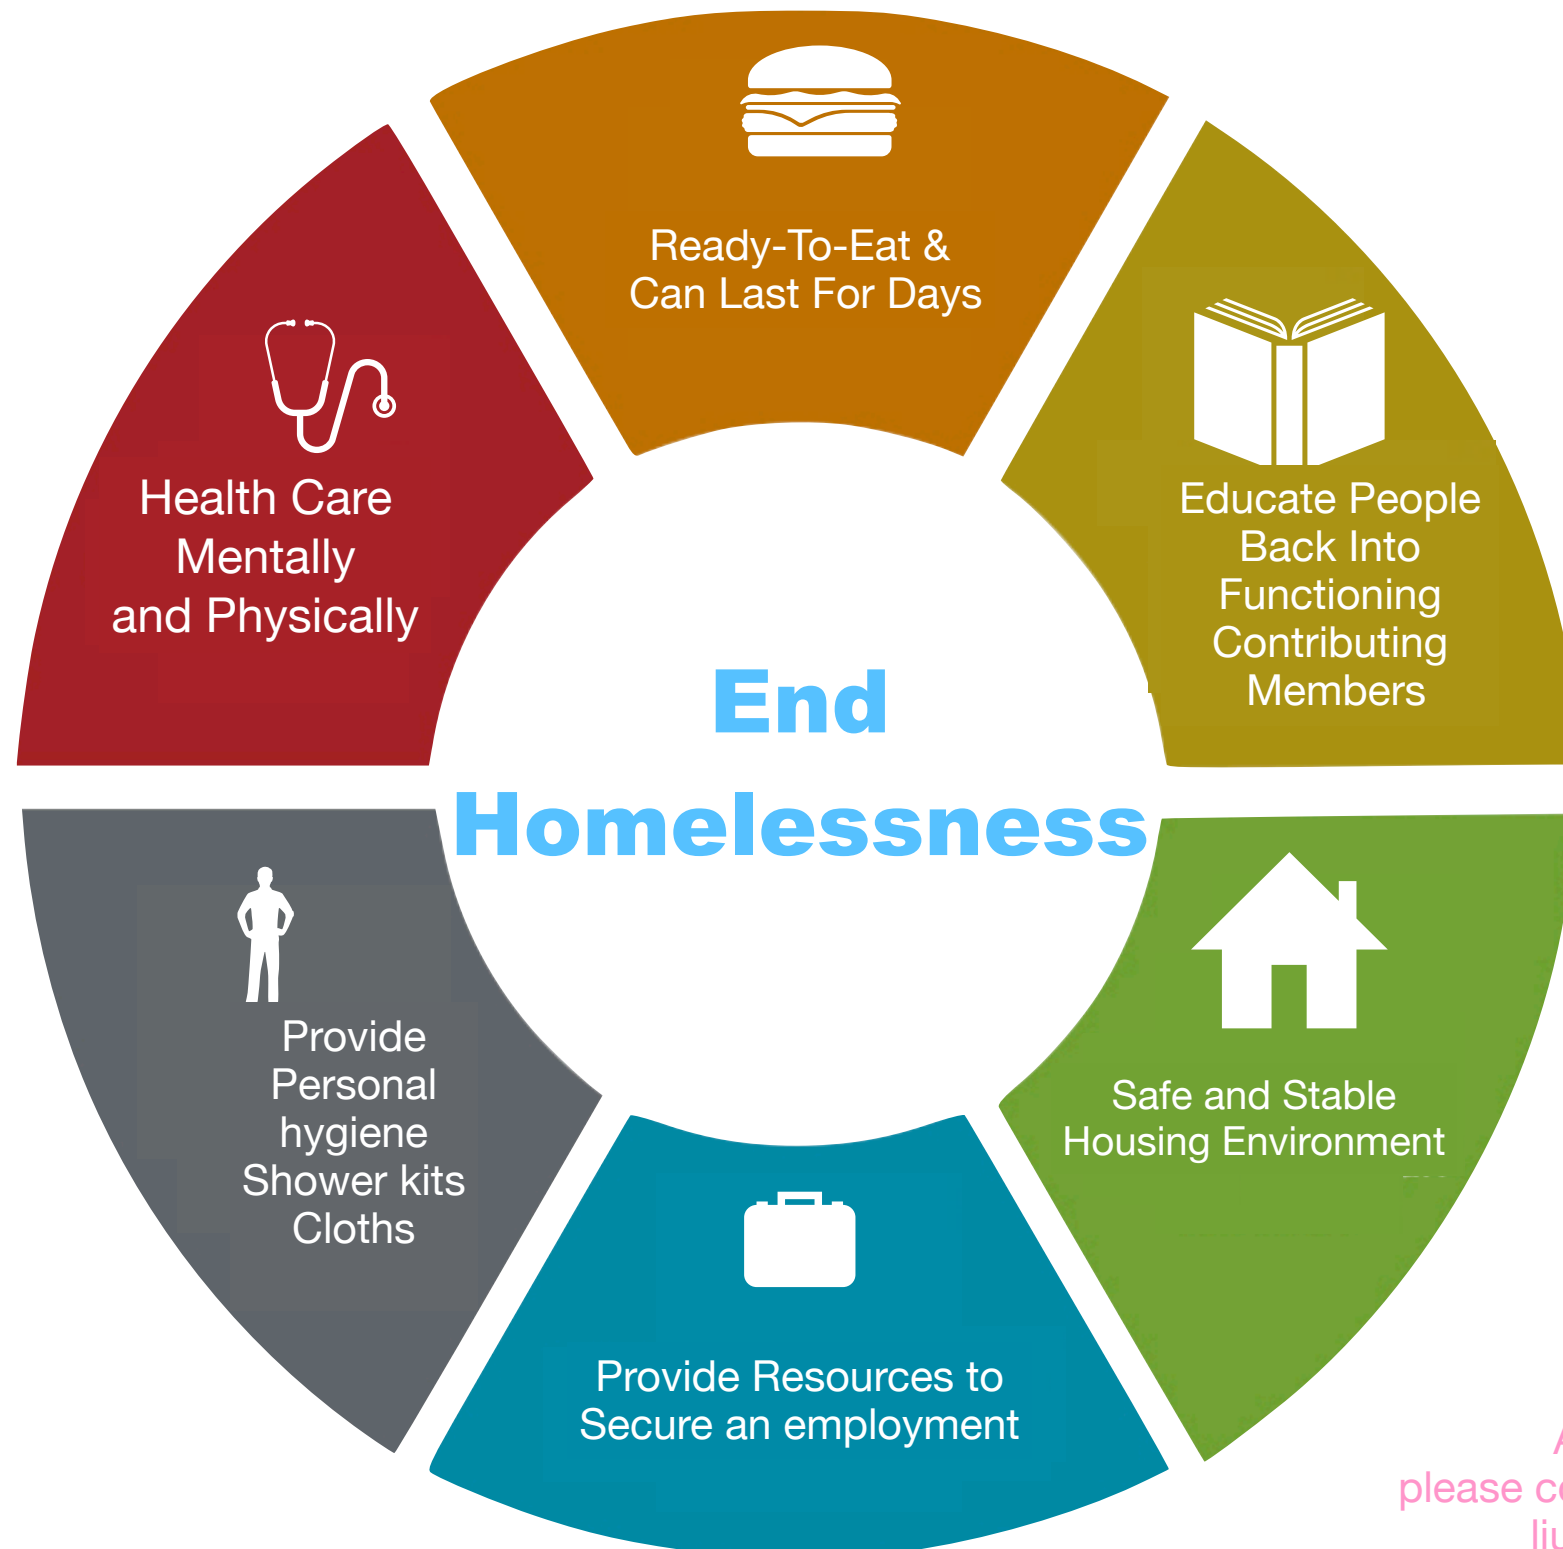 Ready-To-Eat &
Can Last For Days
Educate People
Back Into
Functioning
Contributing
Members
Safe and Stable
Housing Environment
Provide Resources to
Secure an employment
Provide
Personal
hygiene
Shower kits
Cloths
Health Care
Mentally
and Physically
End
Homelessness
please